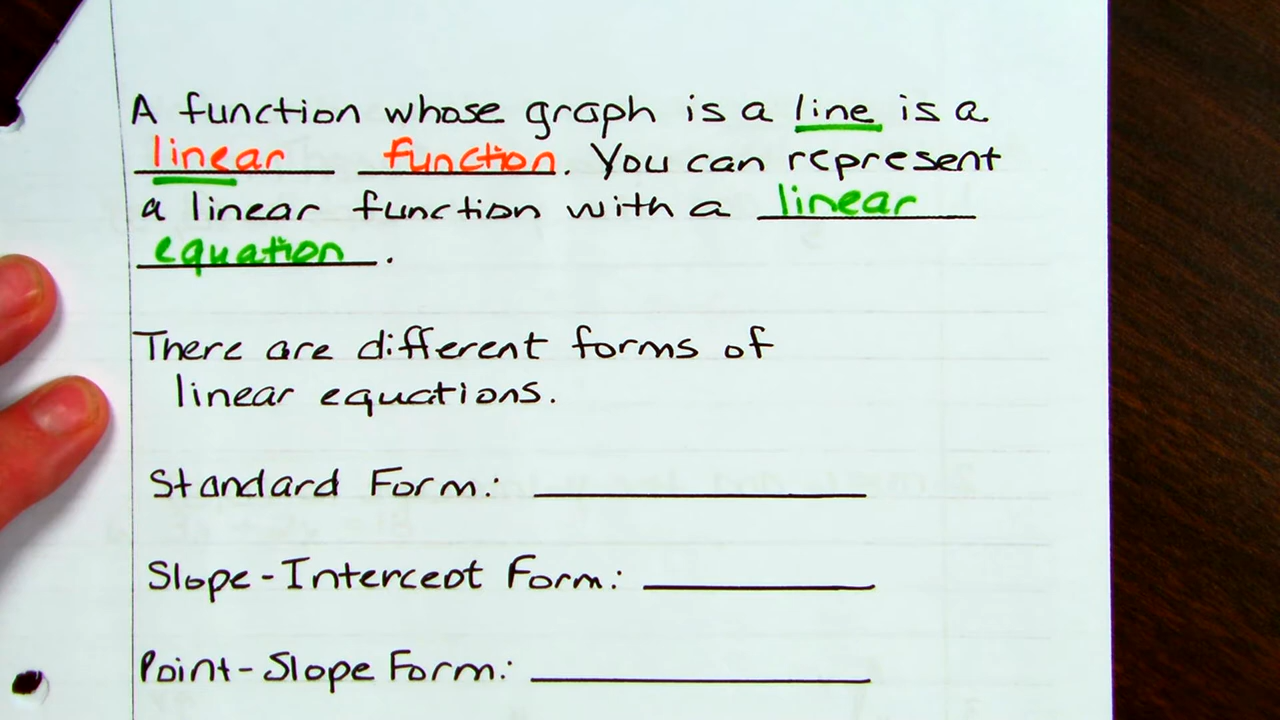 A function whose graph is a line is a
linear function. You can represent
a linear function with a linear
equation.
There are different forms of
linear equations.
Standard Form:
Slope-Intercept Form:
Point-Slope Form: